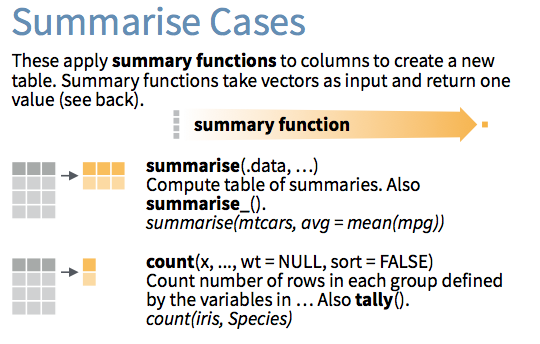 Summarise Cases
These apply summary functions to columns to create a new
table. Summary functions take vectors as input and return one
value (see back).
summary function
summarise(.data, …)
Compute table of summaries. Also
summarise_().
summarise(mtcars, avg = mean(mpg))
count(x, ..., wt = NULL, sort = FALSE)
Count number of rows in each group defined
by the variables in … Also tally().
count(iris, Species)